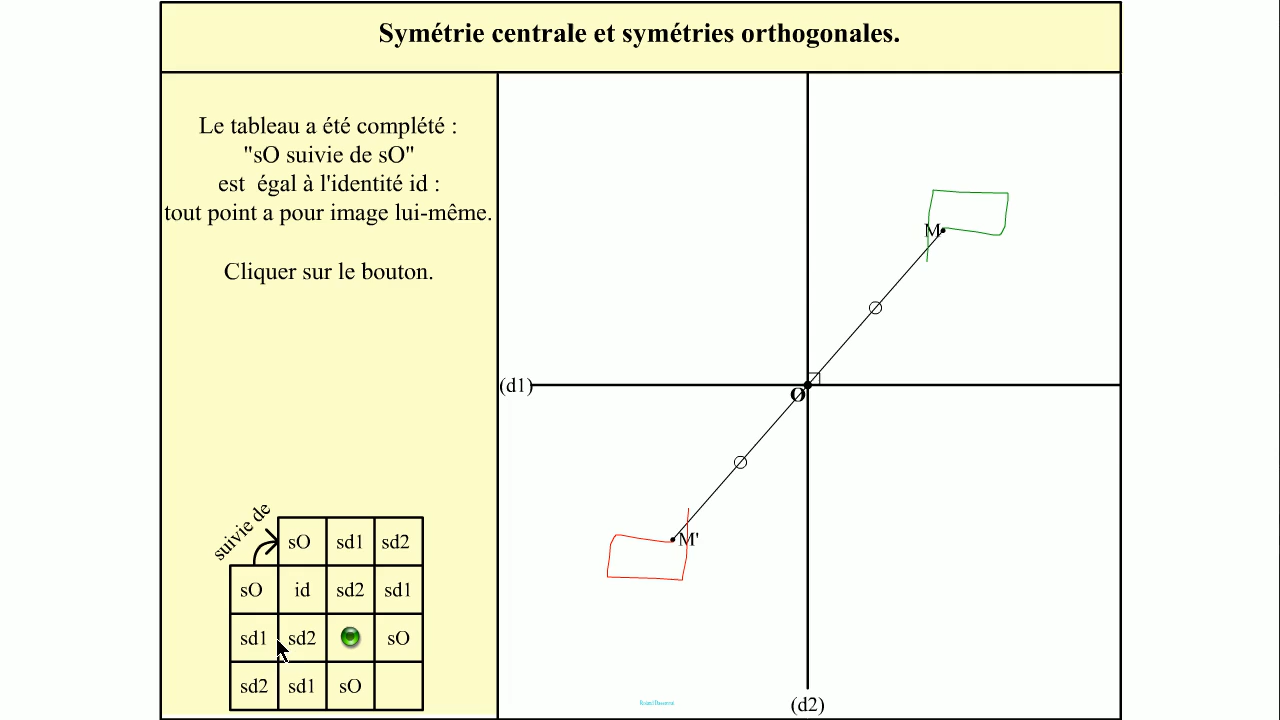 Symétrie centrale et symétries orthogonales.
Le tableau a été complété :
"sO suivie de sO"
est égal à l'identité id :
tout point a pour image lui-même.
Cliquer sur le bouton.
M
(d1)
O
M'
(d2)
suivie de
sO sd1 sd2
sO id sd2 sd1
sd1 sd2 sO
sd2 sd1 sO